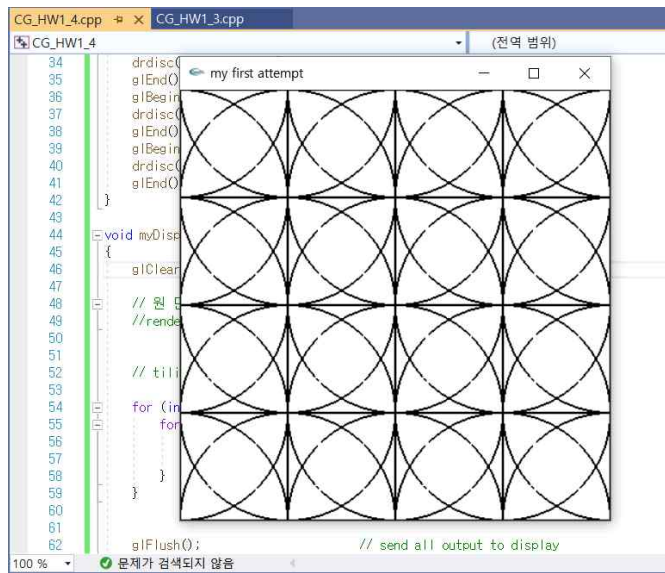 CG_HW1_4.cpp CG_HW1_3.cpp
CG_HW1_4 (전역 범위)
my first attempt
34 drdisc(
35 glEnd()
36 glBegin
37 drdisc(
38 glEnd()
39 glBegin
40 drdisc(
41 glEnd()
42 }
43
44 void myDisp
45 {
46 glClear
47
48 // 원
49 //rende
50
51
52 // tili
53
54 for (in
55 for
56
57
58 }
59 }
60
61
62 glFlush(); // send all output to display
100 % 문제가 검색되지 않음